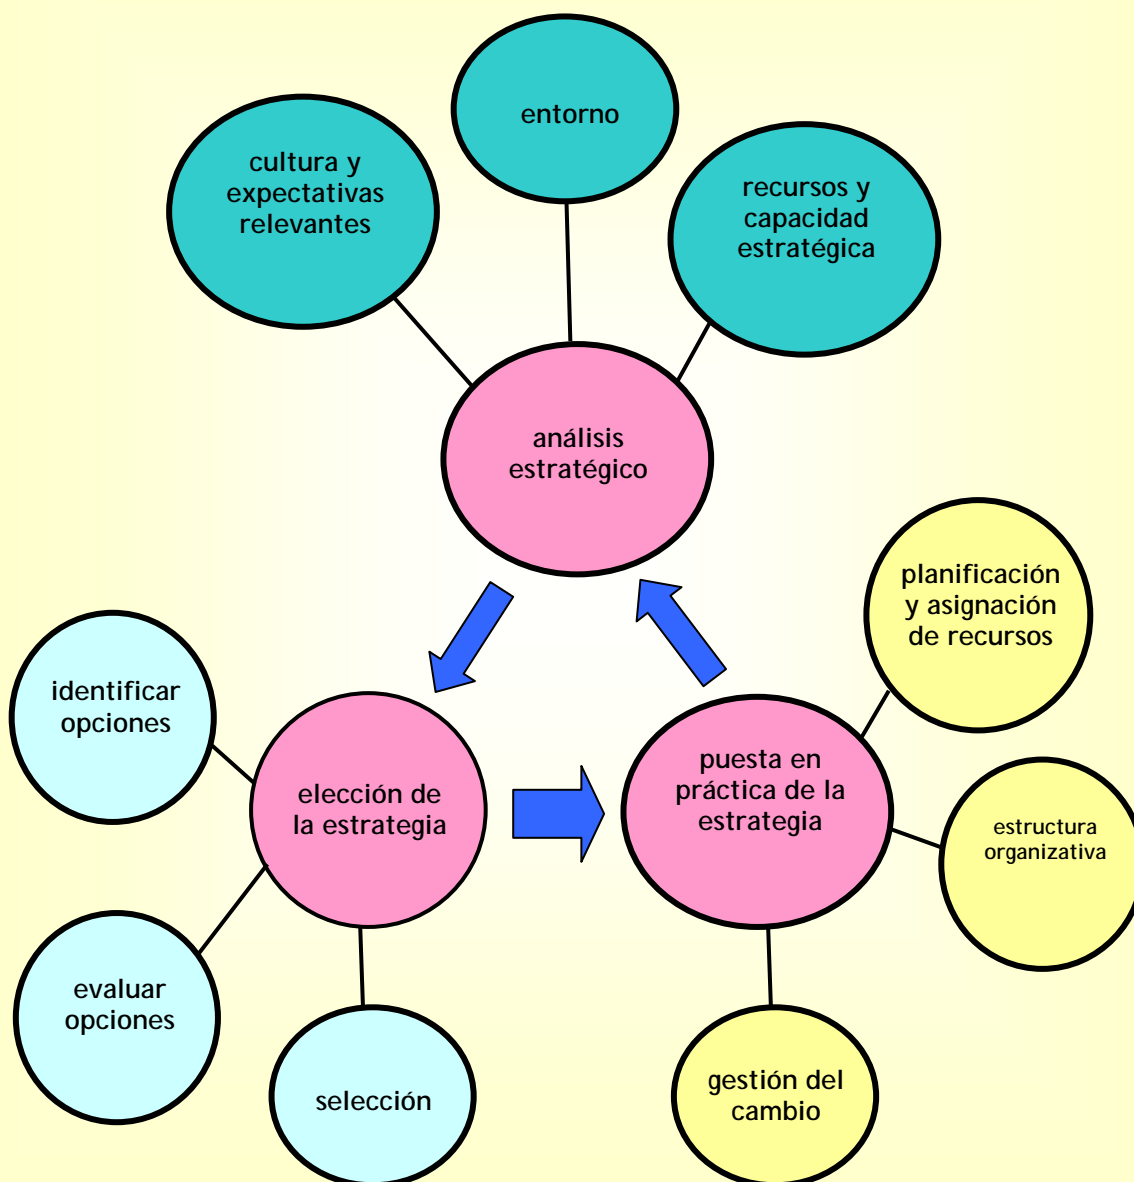 entorno
cultura y
expectativas
relevantes
recursos y
capacidad
estratégica
análisis
estratégico
planificación
y asignación
de recursos
identificar
opciones
elección de
la estrategia
puesta en
práctica de la
estrategia
estructura
organizativa
evaluar
opciones
selección
gestión del
cambio